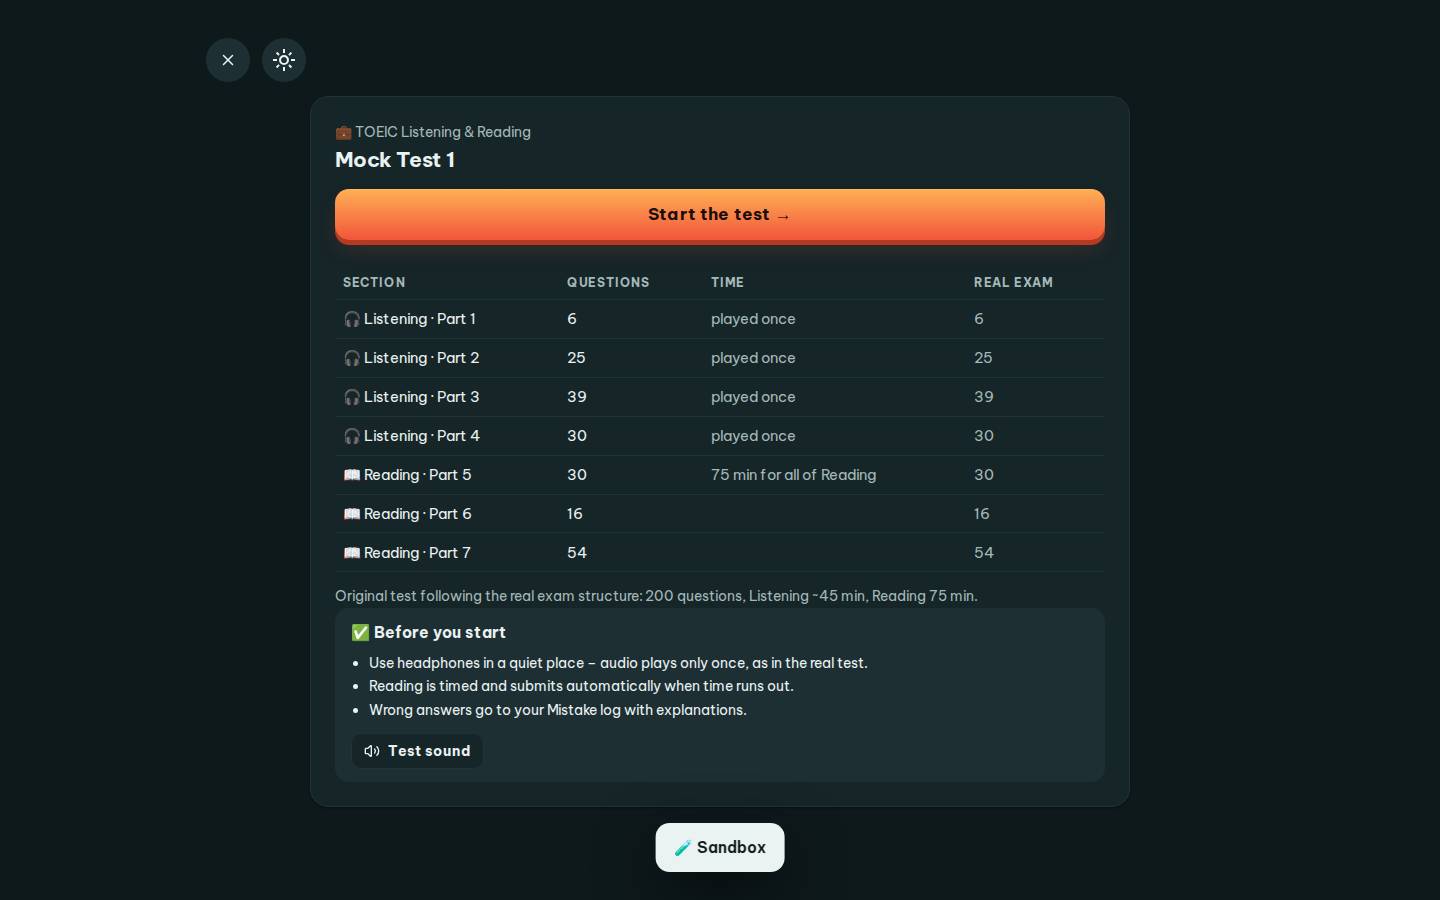 TOEIC Listening & Reading
Mock Test 1
Start the test →
SECTION QUESTIONS TIME REAL EXAM
Listening · Part 1 6 played once 6
Listening · Part 2 25 played once 25
Listening · Part 3 39 played once 39
Listening · Part 4 30 played once 30
Reading · Part 5 30 75 min for all of Reading 30
Reading · Part 6 16 16
Reading · Part 7 54 54
Original test following the real exam structure: 200 questions, Listening ~45 min, Reading 75 min.
✅ Before you start
• Use headphones in a quiet place – audio plays only once, as in the real test.
• Reading is timed and submits automatically when time runs out.
• Wrong answers go to your Mistake log with explanations.
Test sound
Sandbox